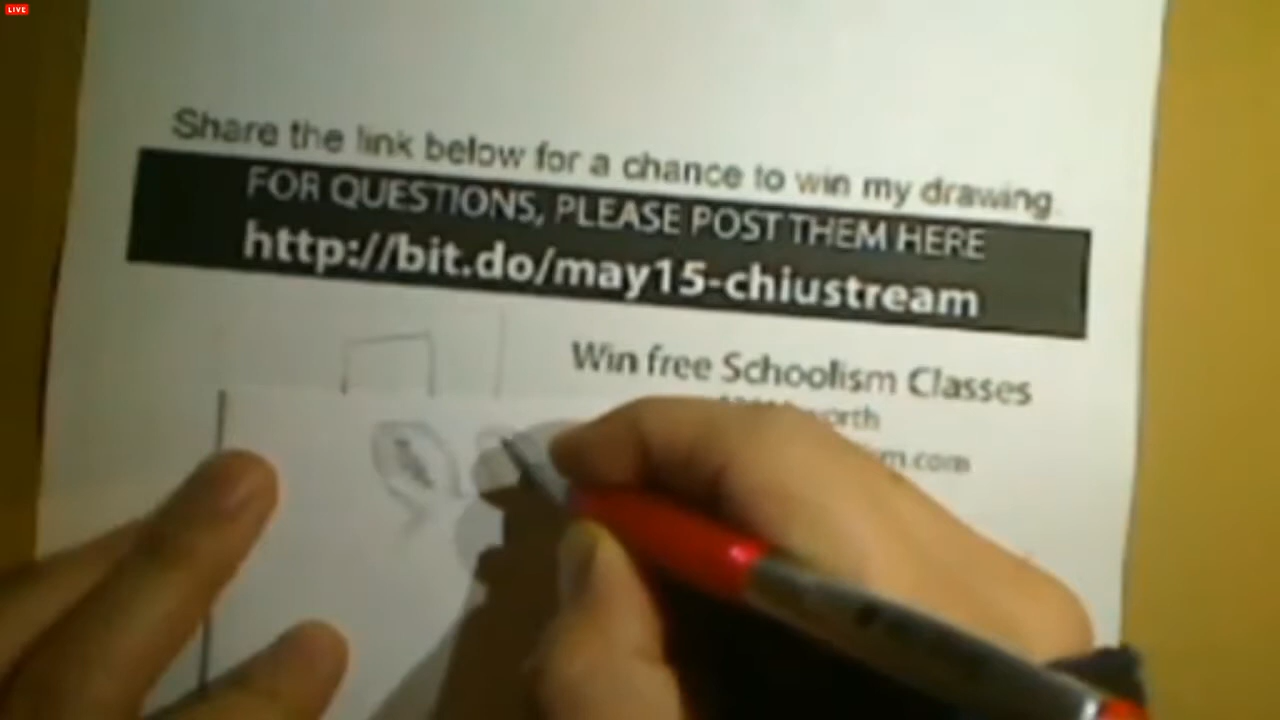 LIVE
Share the link below for a chance to win my drawing.
FOR QUESTIONS, PLEASE POST THEM HERE
http://bit.do/may15-chiustream
Win free Schoolism Classes